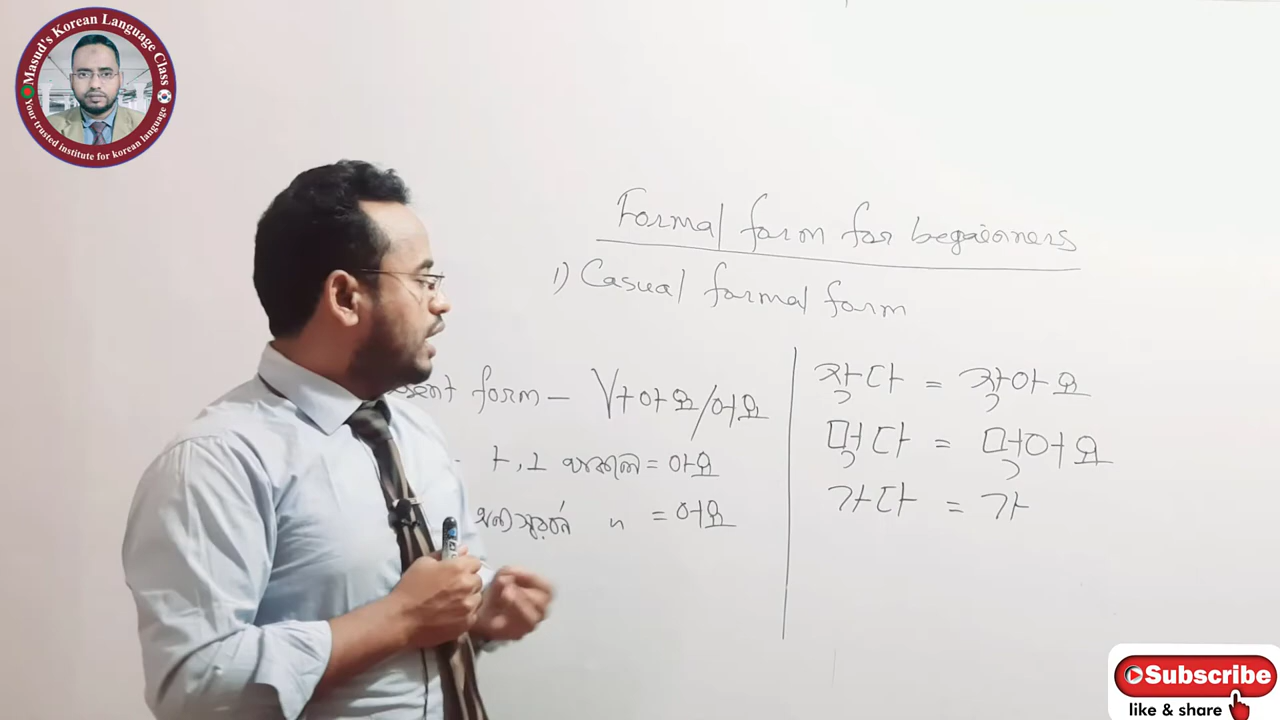 Masud's Korean Language Class
Your trusted institute for korean language
Formal form for begainners
1) Casual formal form
form – V+아요/어요
ㅏ,ㅗ থাকলে = 아요
" = 어요
작다 = 작아요
먹다 = 먹어요
가다 = 가
Subscribe
like & share